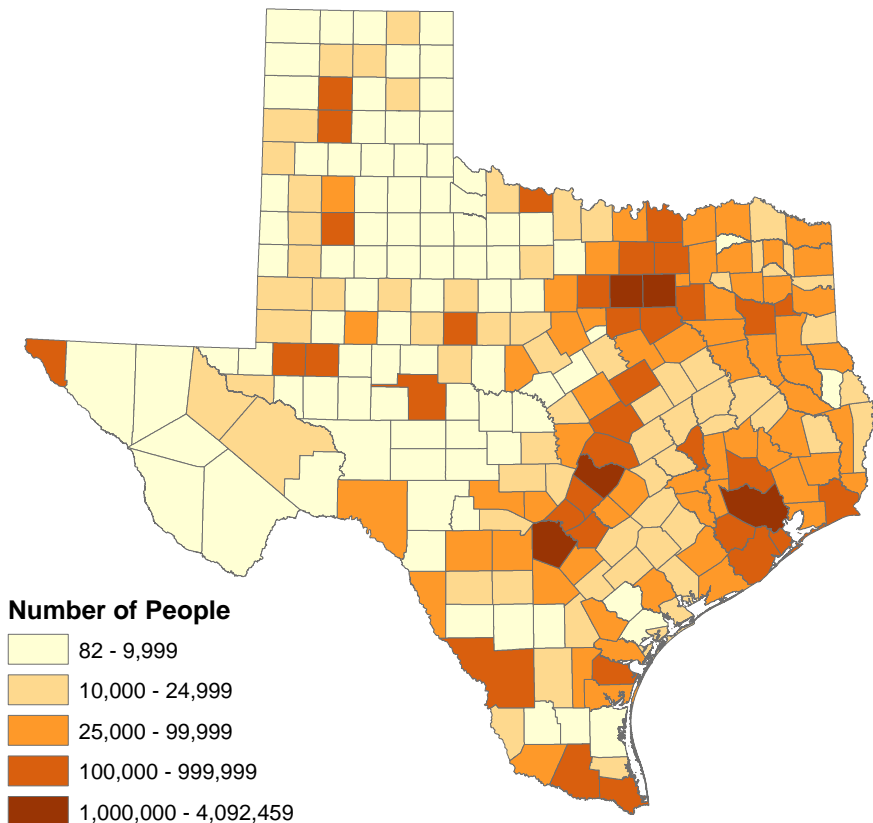 Number of People
82 - 9,999
10,000 - 24,999
25,000 - 99,999
100,000 - 999,999
1,000,000 - 4,092,459